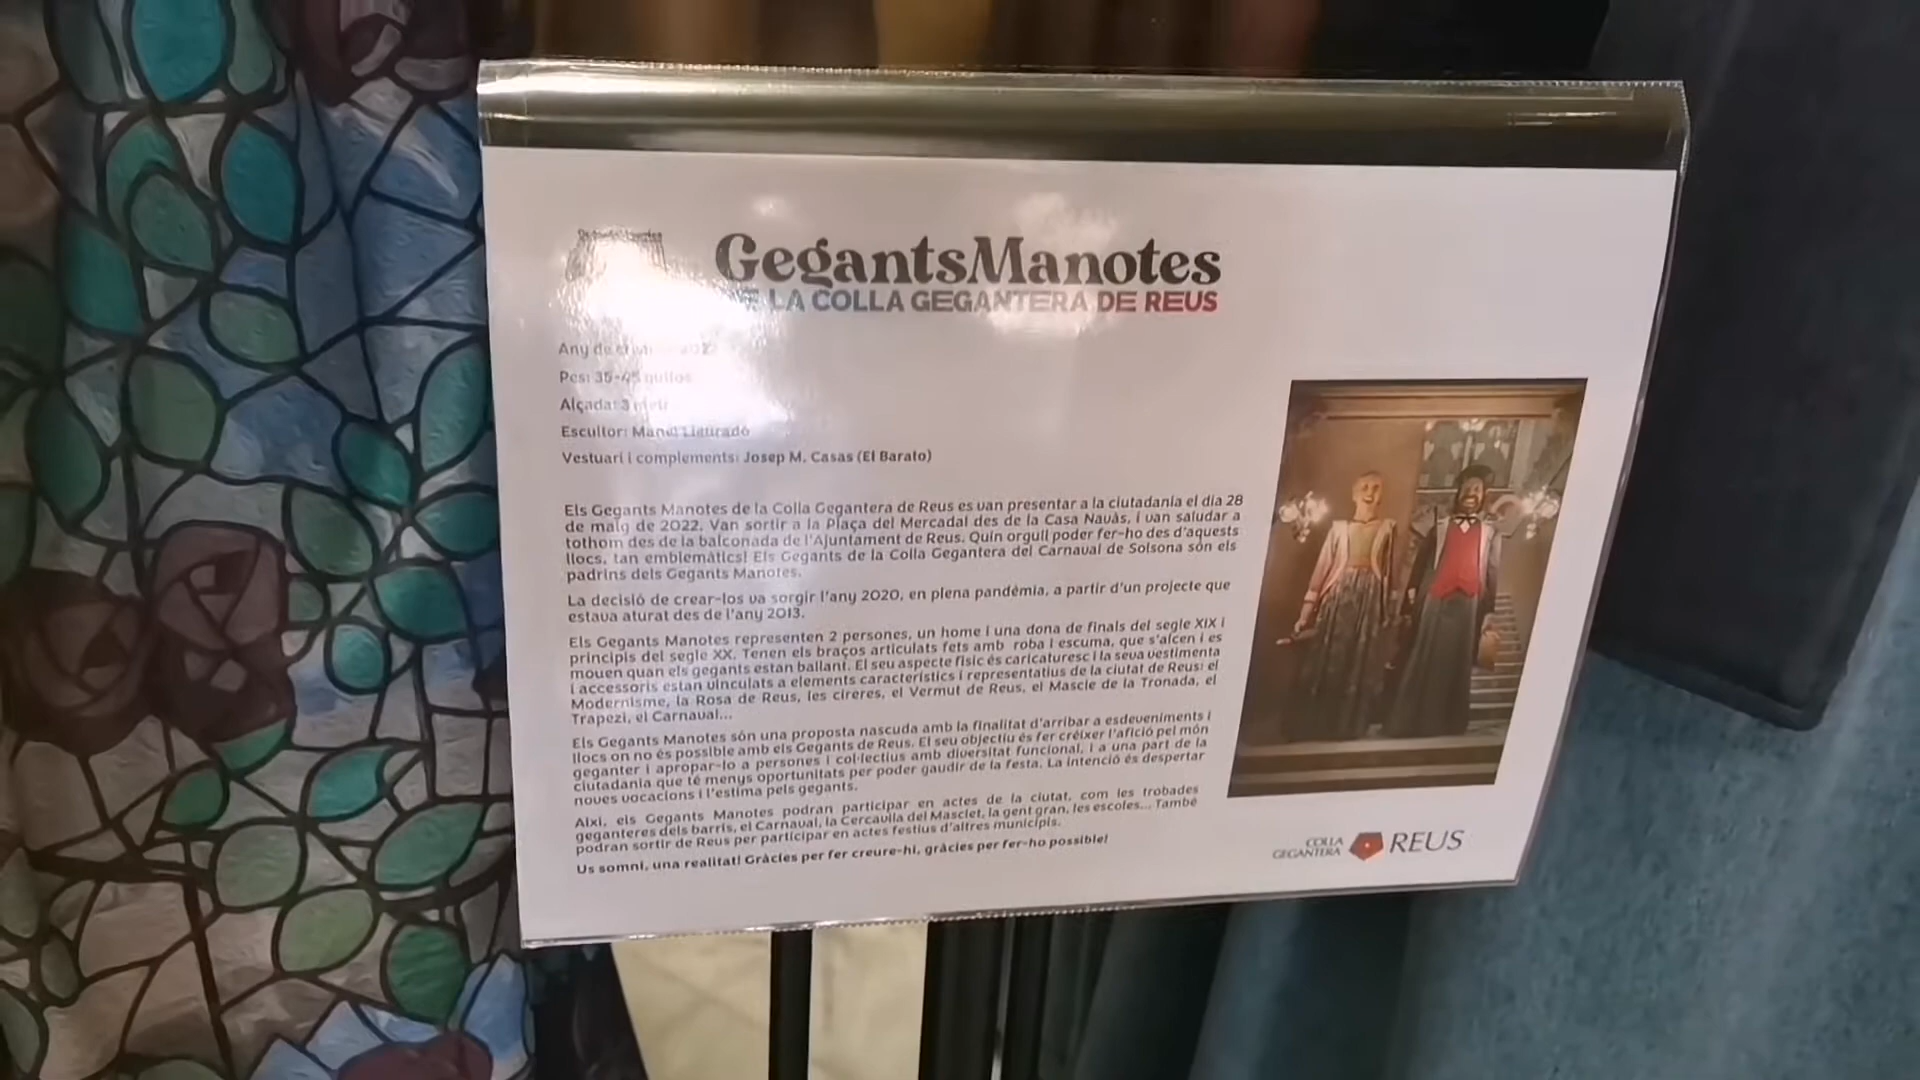 GegantsManotes
DE LA COLLA GEGANTERA DE REUS
Any de
Pes: 35-45 quilos
Alçada: 3
Escultor: Manel Llauradó
Vestuari i complements: Josep M. Casas (El Barato)
Els Gegants Manotes de la Colla Gegantera de Reus es van presentar a la ciutadania el dia 28
de maig de 2022. Van sortir a la Plaça del Mercadal des de la Casa Navàs, i van saludar a
tothom des de la balconada de l'Ajuntament de Reus. Quin orgull poder fer-ho des d'aquests
llocs, tan emblemàtics! Els Gegants de la Colla Gegantera del Carnaval de Solsona són els
padrins dels Gegants Manotes.
La decisió de crear-los va sorgir l'any 2020, en plena pandèmia, a partir d'un projecte que
estava aturat des de l'any 2013.
Els Gegants Manotes representen 2 persones, un home i una dona de finals del segle XIX i
principis del segle XX. Tenen els braços articulats fets amb roba i escuma, que s'alcen i es
mouen quan els gegants estan ballant. El seu aspecte físic és caricaturesc i la seva vestimenta
i accessoris estan vinculats a elements característics i representatius de la ciutat de Reus: el
Modernisme, la Rosa de Reus, les cireres, el Vermut de Reus, el Mascle de la Tronada, el
Trapezi, el Carnaval...
Els Gegants Manotes són una proposta nascuda amb la finalitat d'arribar a esdeveniments i
llocs on no és possible amb els Gegants de Reus. El seu objectiu és fer créixer l'afició pel món
geganter i apropar-lo a persones i col·lectius amb diversitat funcional, i a una part de la
ciutadania que té menys oportunitats per poder gaudir de la festa. La intenció és despertar
noves vocacions i l'estima pels gegants.
Així, els Gegants Manotes podran participar en actes de la ciutat, com les trobades
geganteres dels barris, el Carnaval, la Cercavila del Masclet, la gent gran, les escoles... També
podran sortir de Reus per participar en actes festius d'altres municipis.
Us somni, una realitat! Gràcies per fer creure-hi, gràcies per fer-ho possible!
COLLA
GEGANTERA
REUS